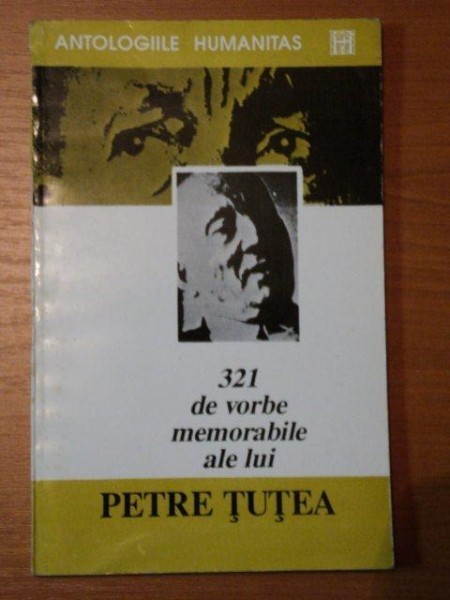 ANTOLOGIILE HUMANITAS
321
de vorbe
memorabile
ale lui
PETRE ŢUŢEA